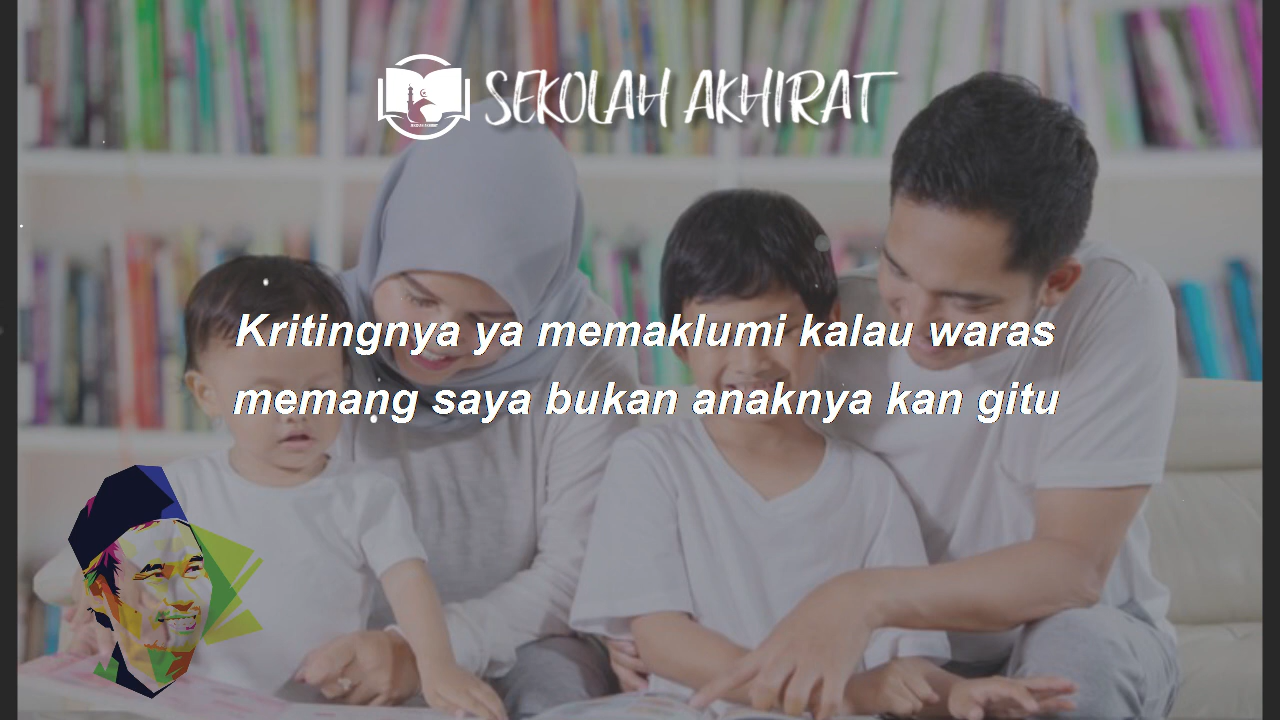 SEKOLAH AKHIRAT
Kritingnya ya memaklumi kalau waras
memang saya bukan anaknya kan gitu